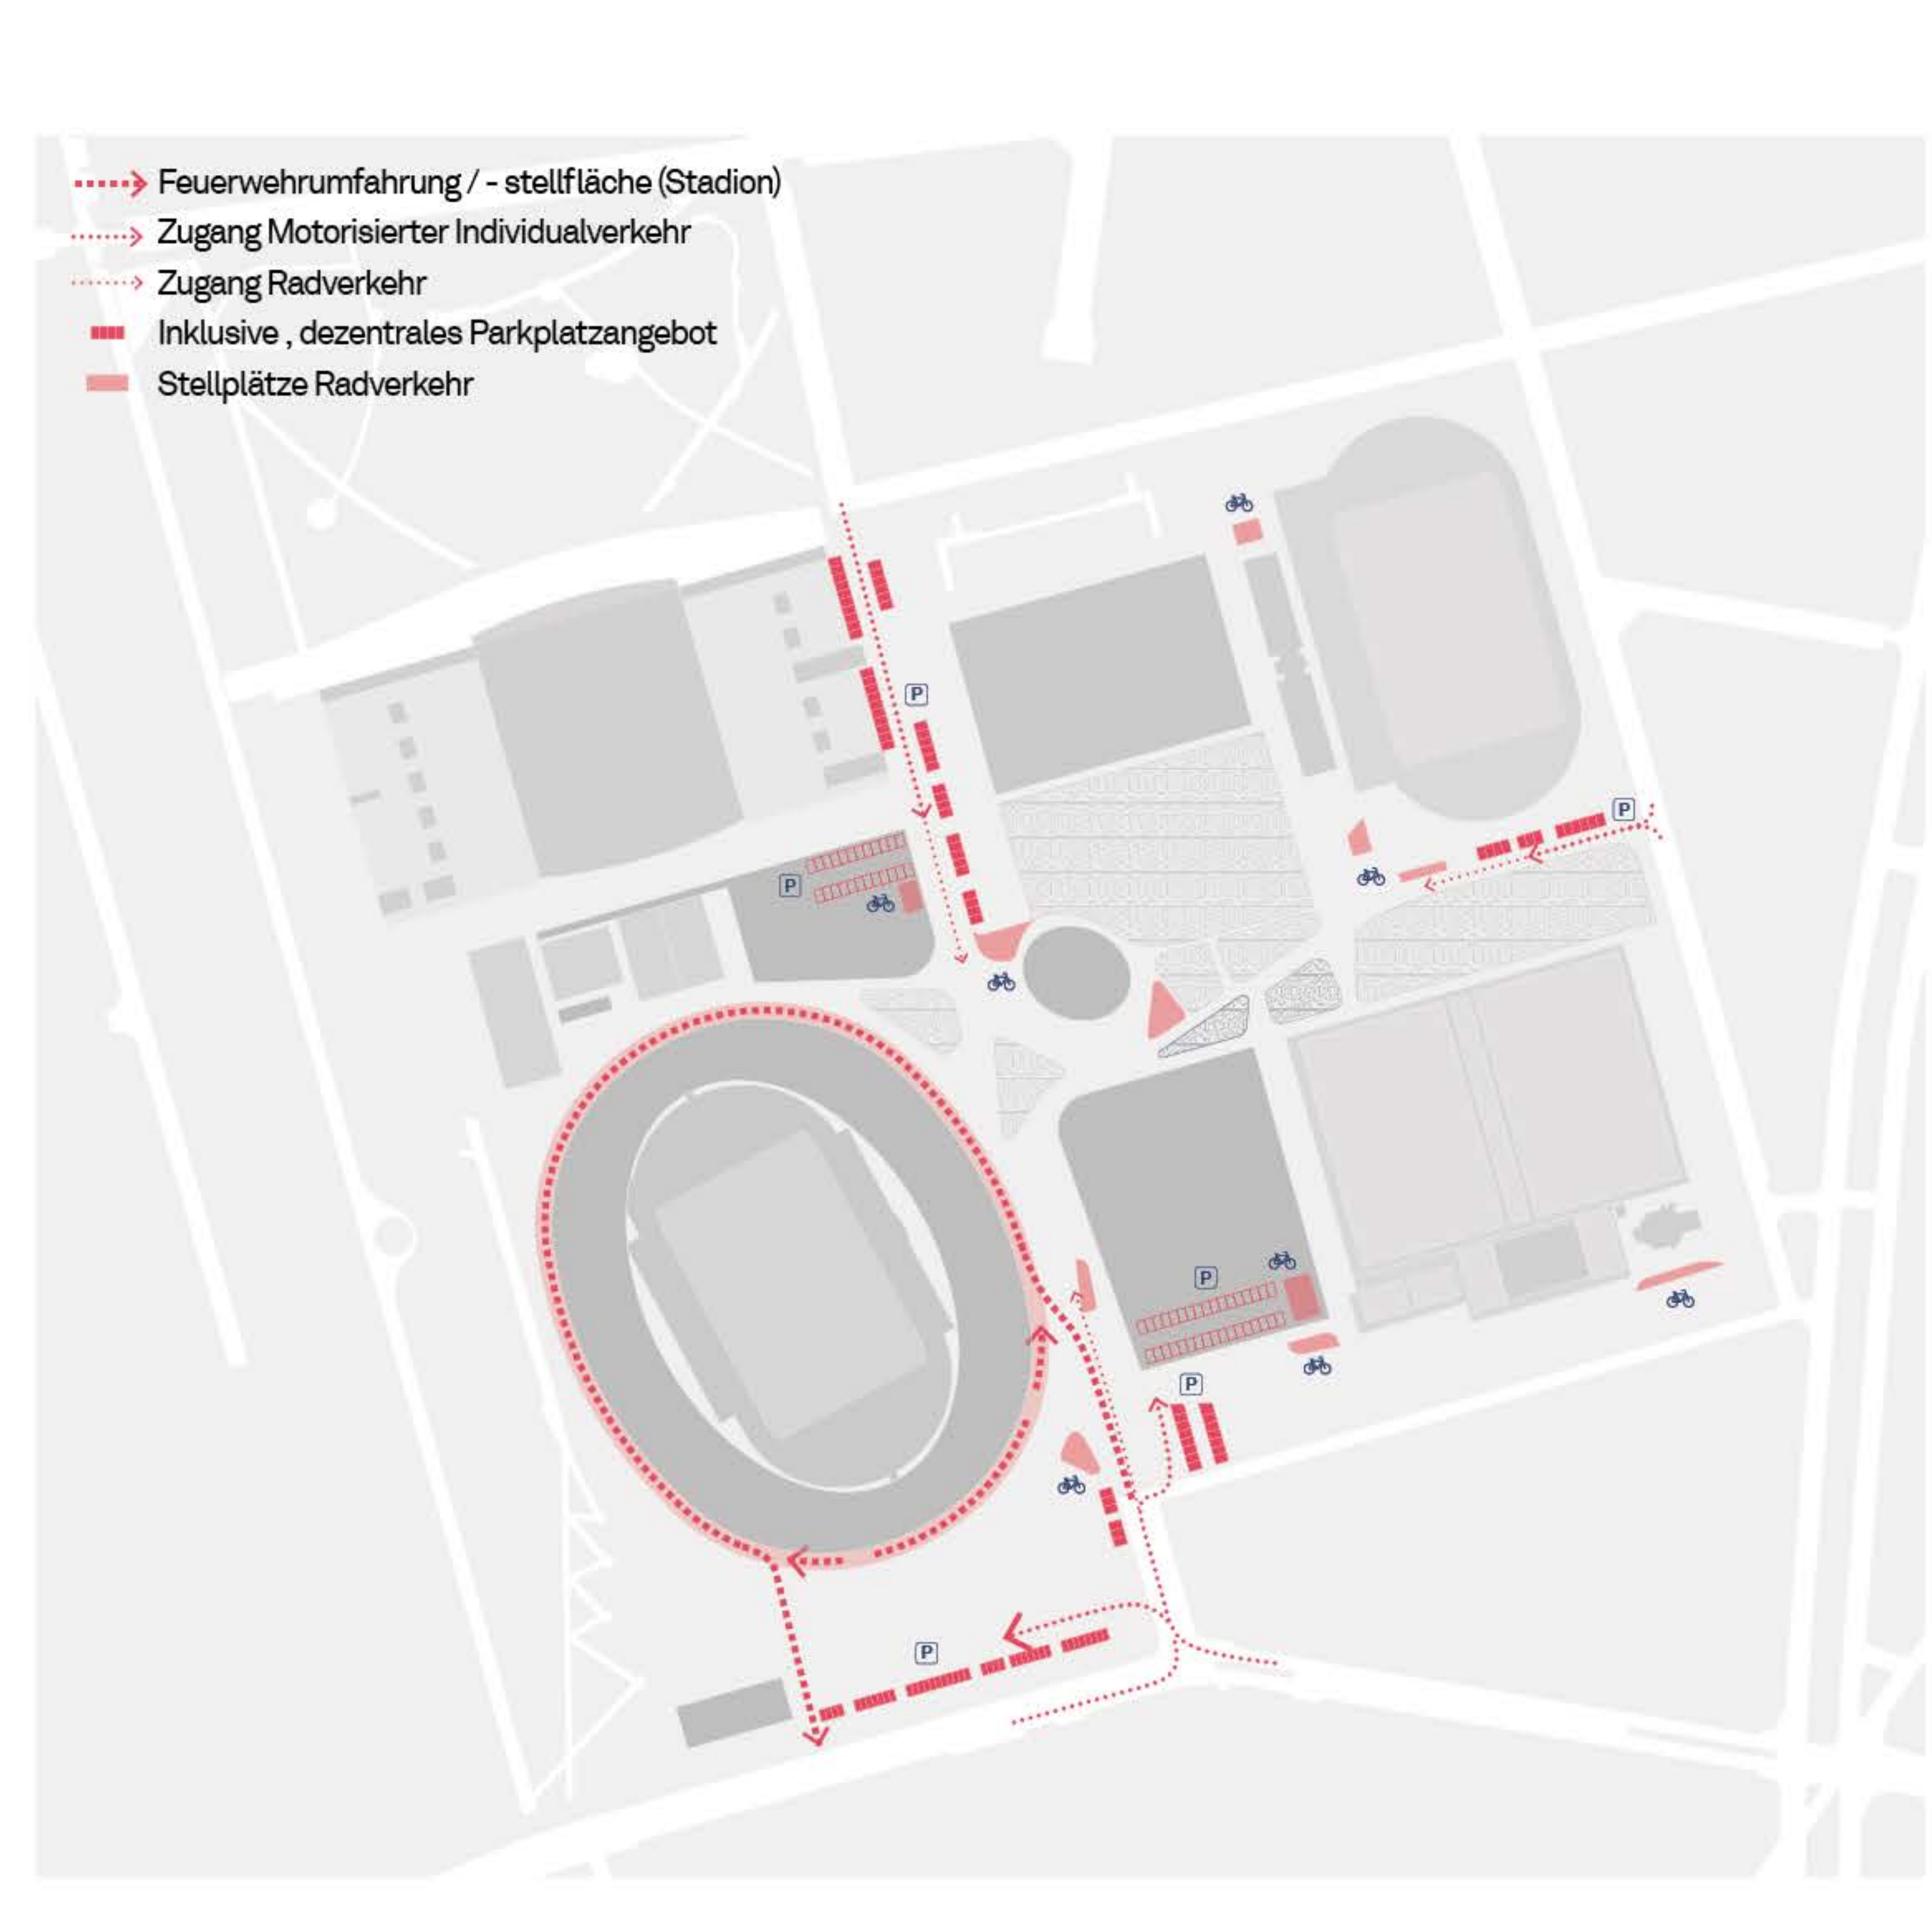 Feuerwehrumfahrung / - stellfläche (Stadion)
Zugang Motorisierter Individualverkehr
Zugang Radverkehr
Inklusive , dezentrales Parkplatzangebot
Stellplätze Radverkehr
P
P
P
P
P
P